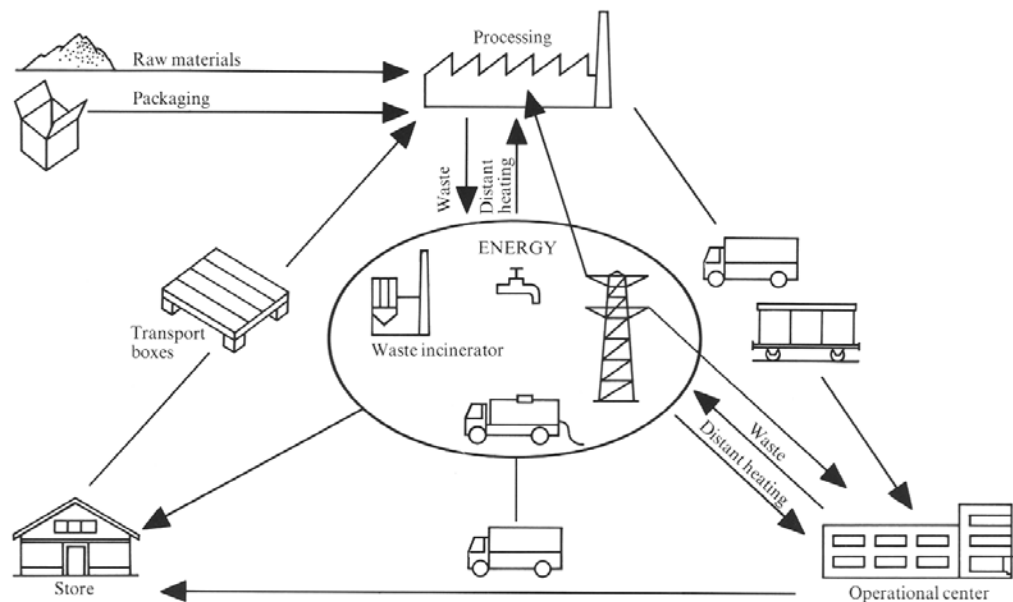 Processing
Raw materials
Packaging
Waste
Distant
heating
ENERGY
Transport
boxes
Waste incinerator
Waste
Distant heating
Store
Operational center